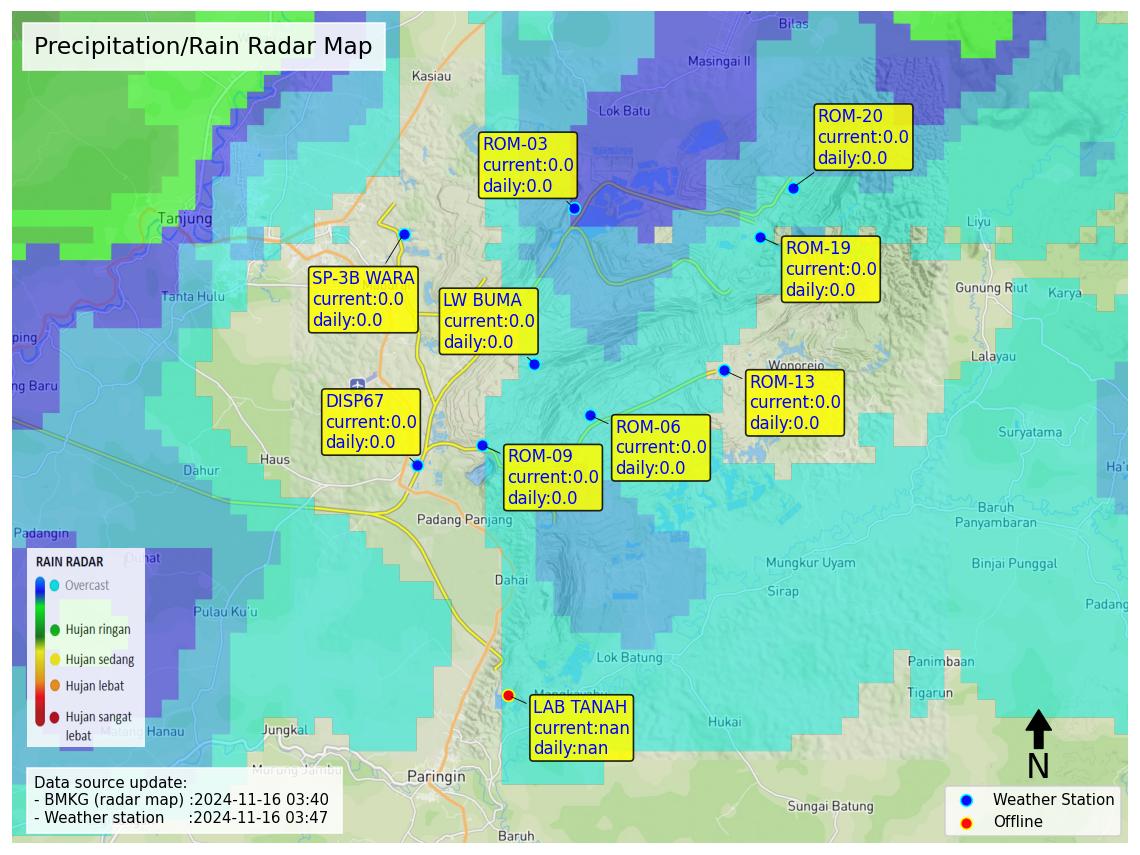 Precipitation/Rain Radar Map
Bilas
Kasiau
Masingai II
Lok Batu
ROM-20
current:0.0
daily:0.0
ROM-03
current:0.0
daily:0.0
Tanjung
Liyu
ROM-19
current:0.0
daily:0.0
SP-3B WARA
current:0.0
daily:0.0
LW BUMA
current:0.0
daily:0.0
Tanta Hulu
Gunung Riut
Karya
ping
Lalayau
Wonorejo
ng Baru
ROM-13
current:0.0
daily:0.0
DISP67
current:0.0
daily:0.0
ROM-06
current:0.0
daily:0.0
Suryatama
ROM-09
current:0.0
daily:0.0
Haus
Dahur
Ha'u
Baruh
Panyambaran
Padang Panjang
Padangin
Mungkur Uyam
Binjai Punggal
Dahai
Sirap
Padang
Pulau Ku'u
RAIN RADAR
Overcast
Hujan ringan
Hujan sedang
Hujan lebat
Hujan sangat
lebat
Lok Batung
Panimbaan
Tigarun
Mangkayahu
LAB TANAH
current:nan
daily:nan
Hukai
Jungkal
Paringin
Sungai Batung
Baruh
Data source update:
- BMKG (radar map) :2024-11-16 03:40
- Weather station :2024-11-16 03:47
N
Weather Station
Offline